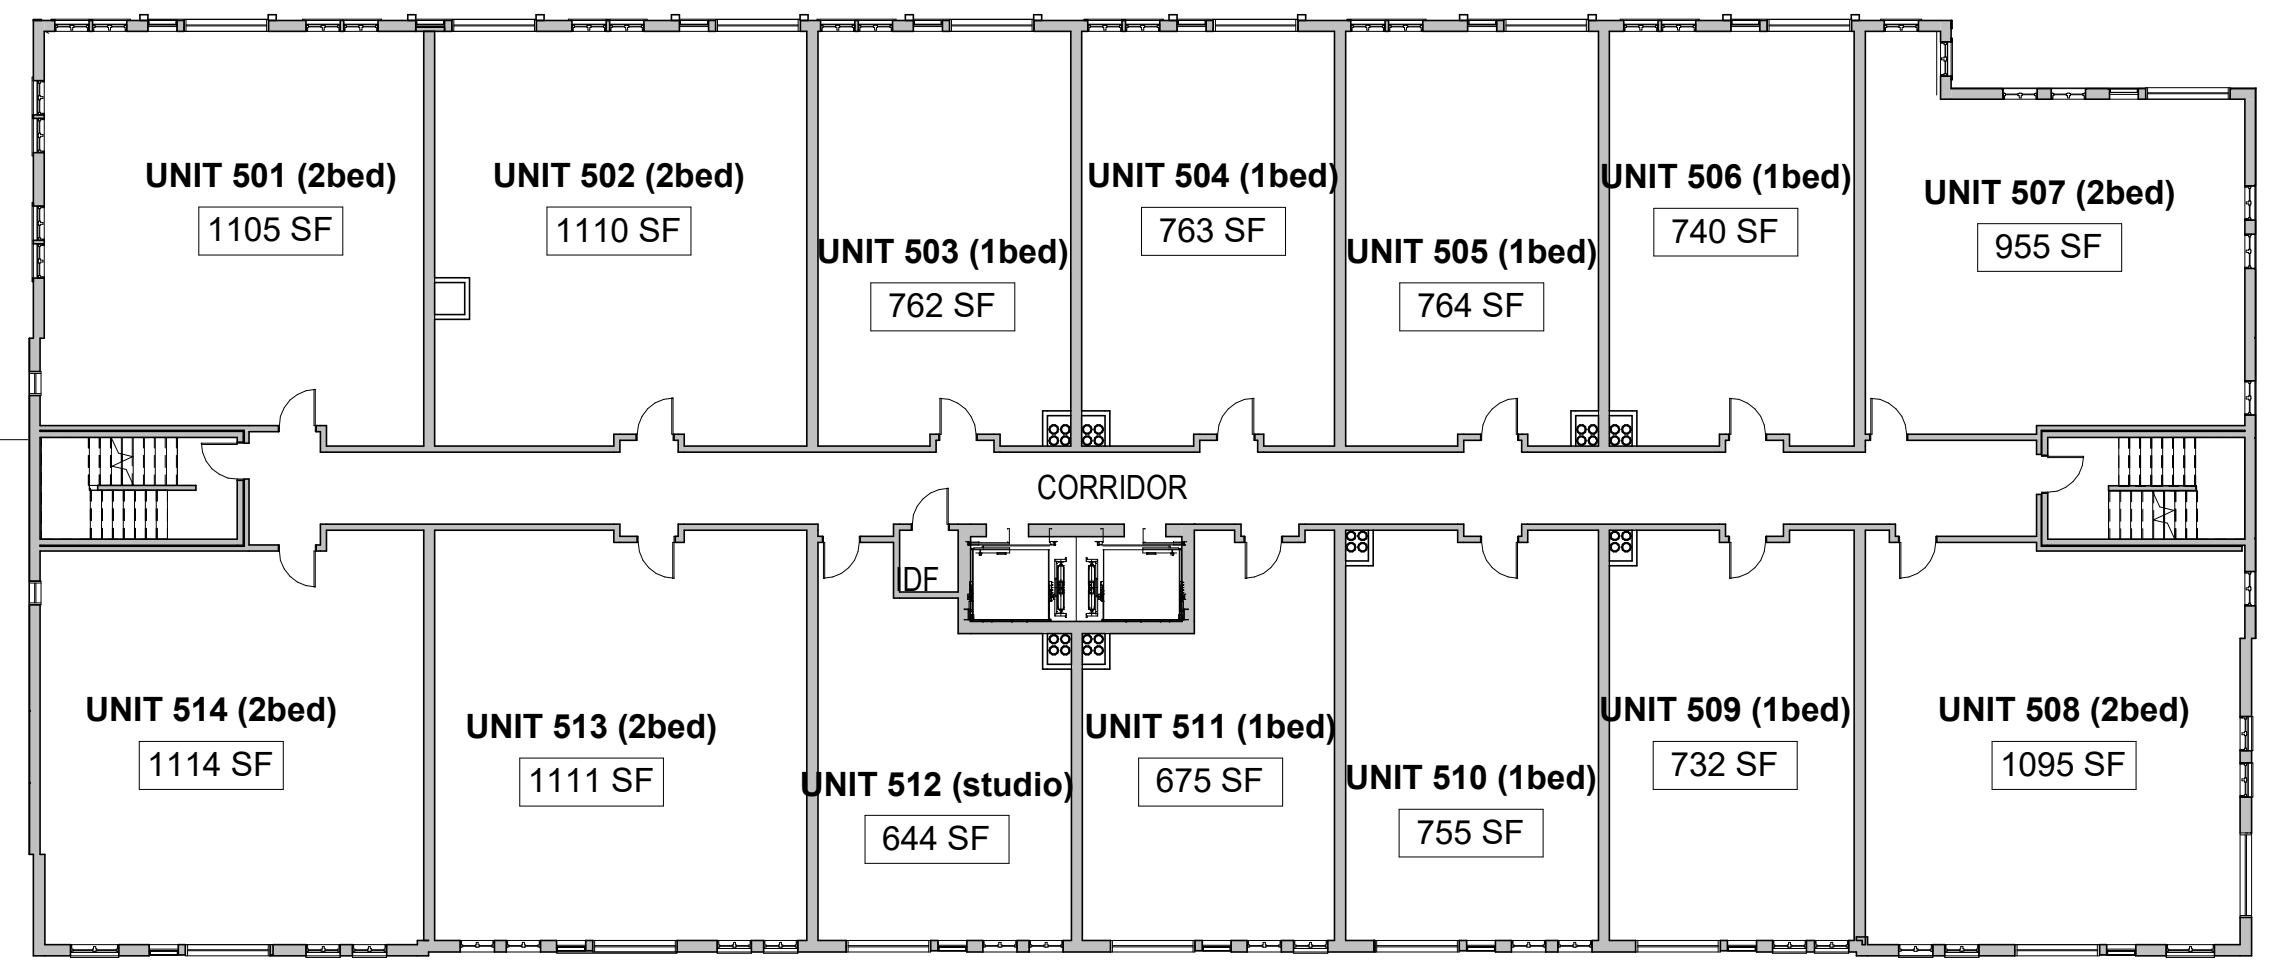 UNIT 501 (2bed)
1105 SF
UNIT 502 (2bed)
1110 SF
UNIT 503 (1bed)
762 SF
UNIT 504 (1bed)
763 SF
UNIT 505 (1bed)
764 SF
UNIT 506 (1bed)
740 SF
UNIT 507 (2bed)
955 SF
CORRIDOR
IDF
UNIT 514 (2bed)
1114 SF
UNIT 513 (2bed)
1111 SF
UNIT 512 (studio)
644 SF
UNIT 511 (1bed)
675 SF
UNIT 510 (1bed)
755 SF
UNIT 509 (1bed)
732 SF
UNIT 508 (2bed)
1095 SF